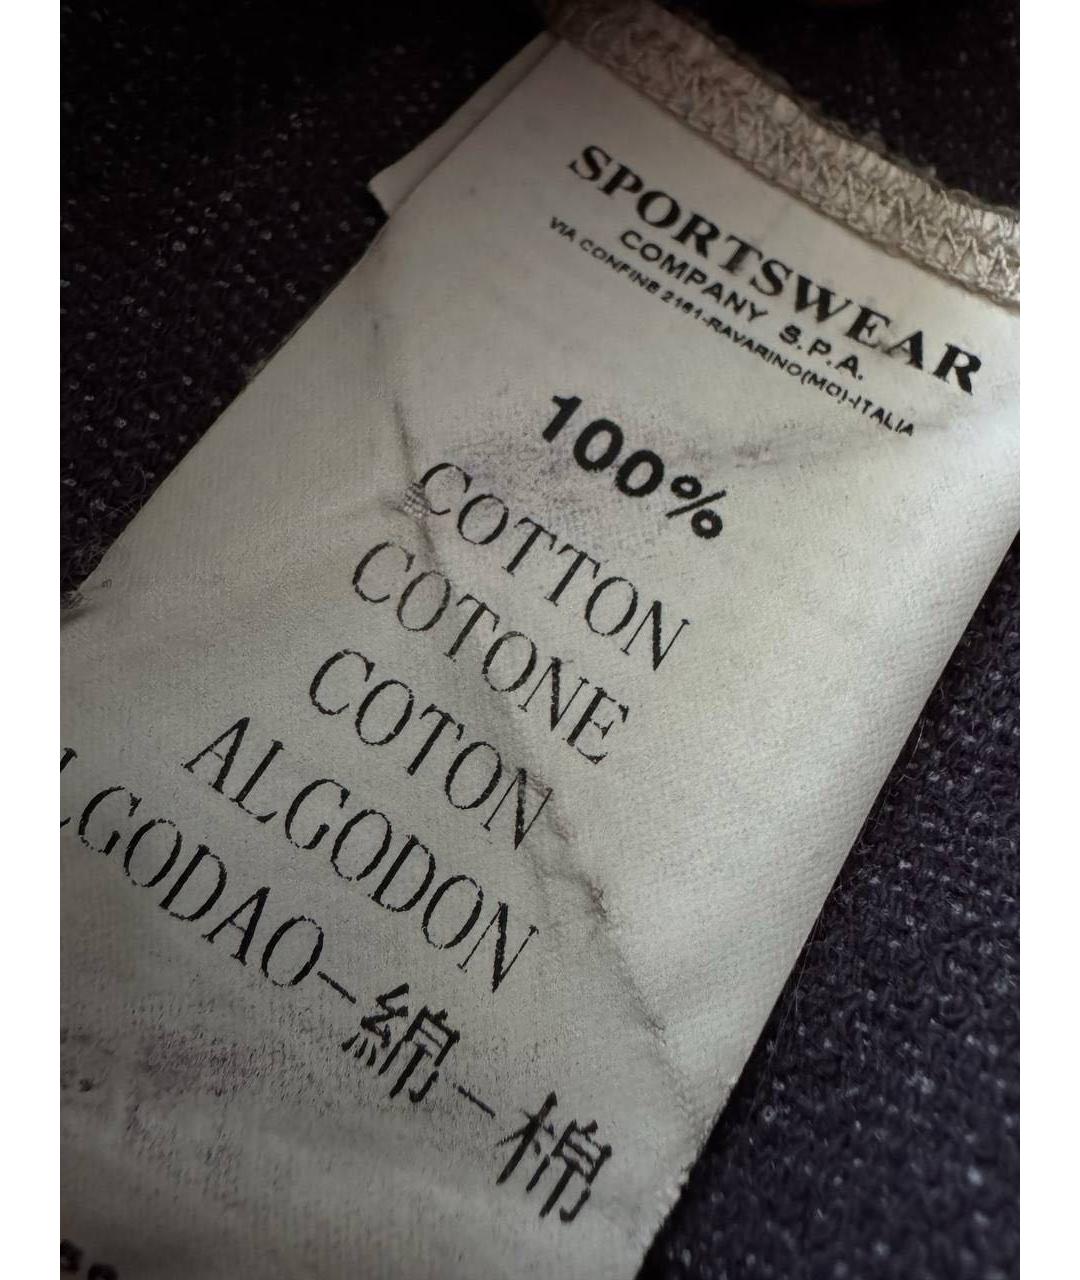 SPORTSWEAR
COMPANY S.P.A.
VIA CONFINE 2161-RAVARINO(MO)-ITALIA
100%
COTTON
COTONE
COTON
ALGODON
LGODAO-綿-棉